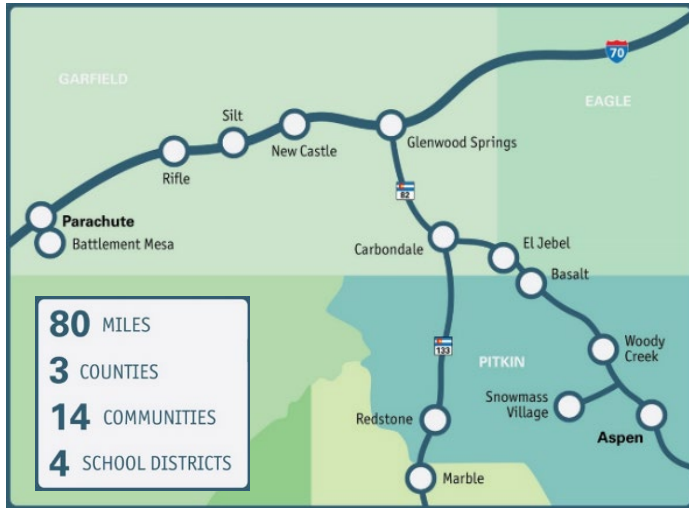 70
GARFIELD
EAGLE
Silt
New Castle
Glenwood Springs
Rifle
82
Parachute
Battlement Mesa
Carbondale
El Jebel
Basalt
80 MILES
3 COUNTIES
14 COMMUNITIES
4 SCHOOL DISTRICTS
133
PITKIN
Woody
Creek
Snowmass
Village
Redstone
Aspen
Marble